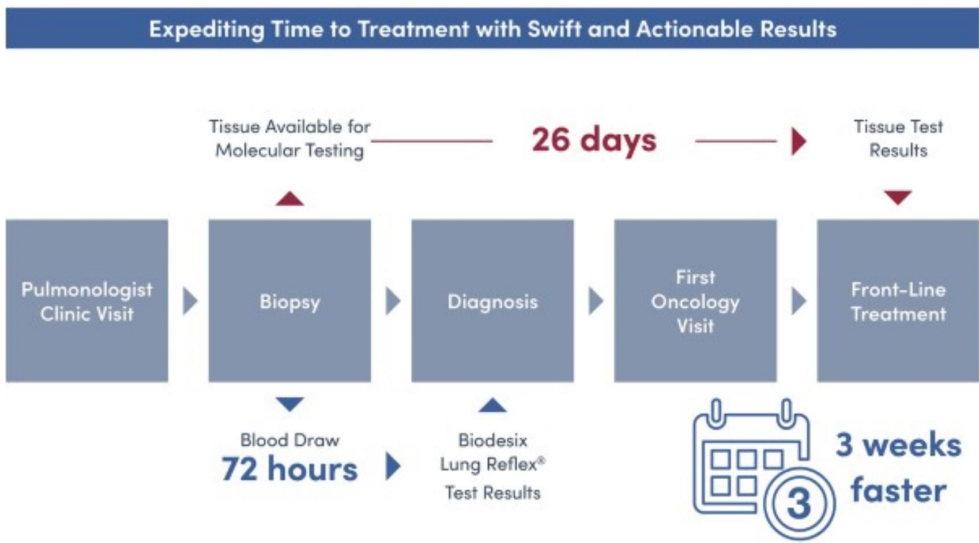 Expediting Time to Treatment with Swift and Actionable Results
Tissue Available for
Molecular Testing
26 days
Tissue Test
Results
Pulmonologist
Clinic Visit
Biopsy
Diagnosis
First
Oncology
Visit
Front-Line
Treatment
Blood Draw
72 hours
Biodesix
Lung Reflex®
Test Results
3
3 weeks
faster